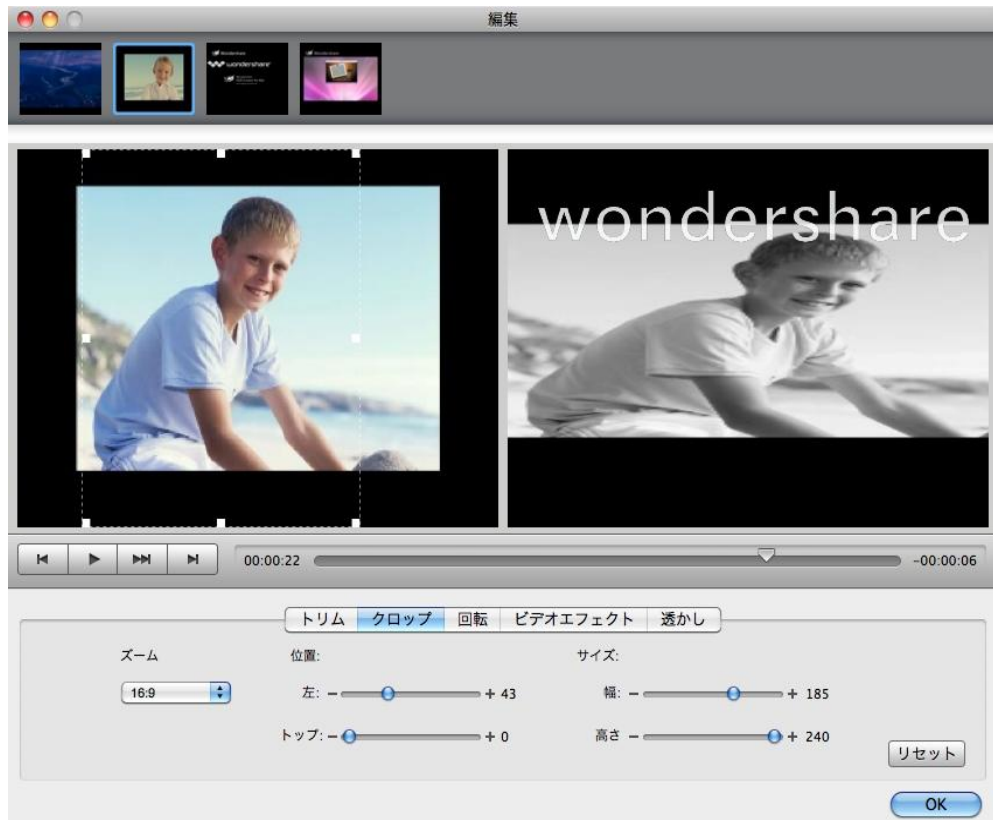 編集
wondershare
wondershare
00:00:22
-00:00:06
トリム クロップ 回転 ビデオエフェクト 透かし
ズーム 位置: サイズ:
16:9 左: − + 43 幅: − + 185
トップ: − + 0 高さ − + 240
リセット
OK